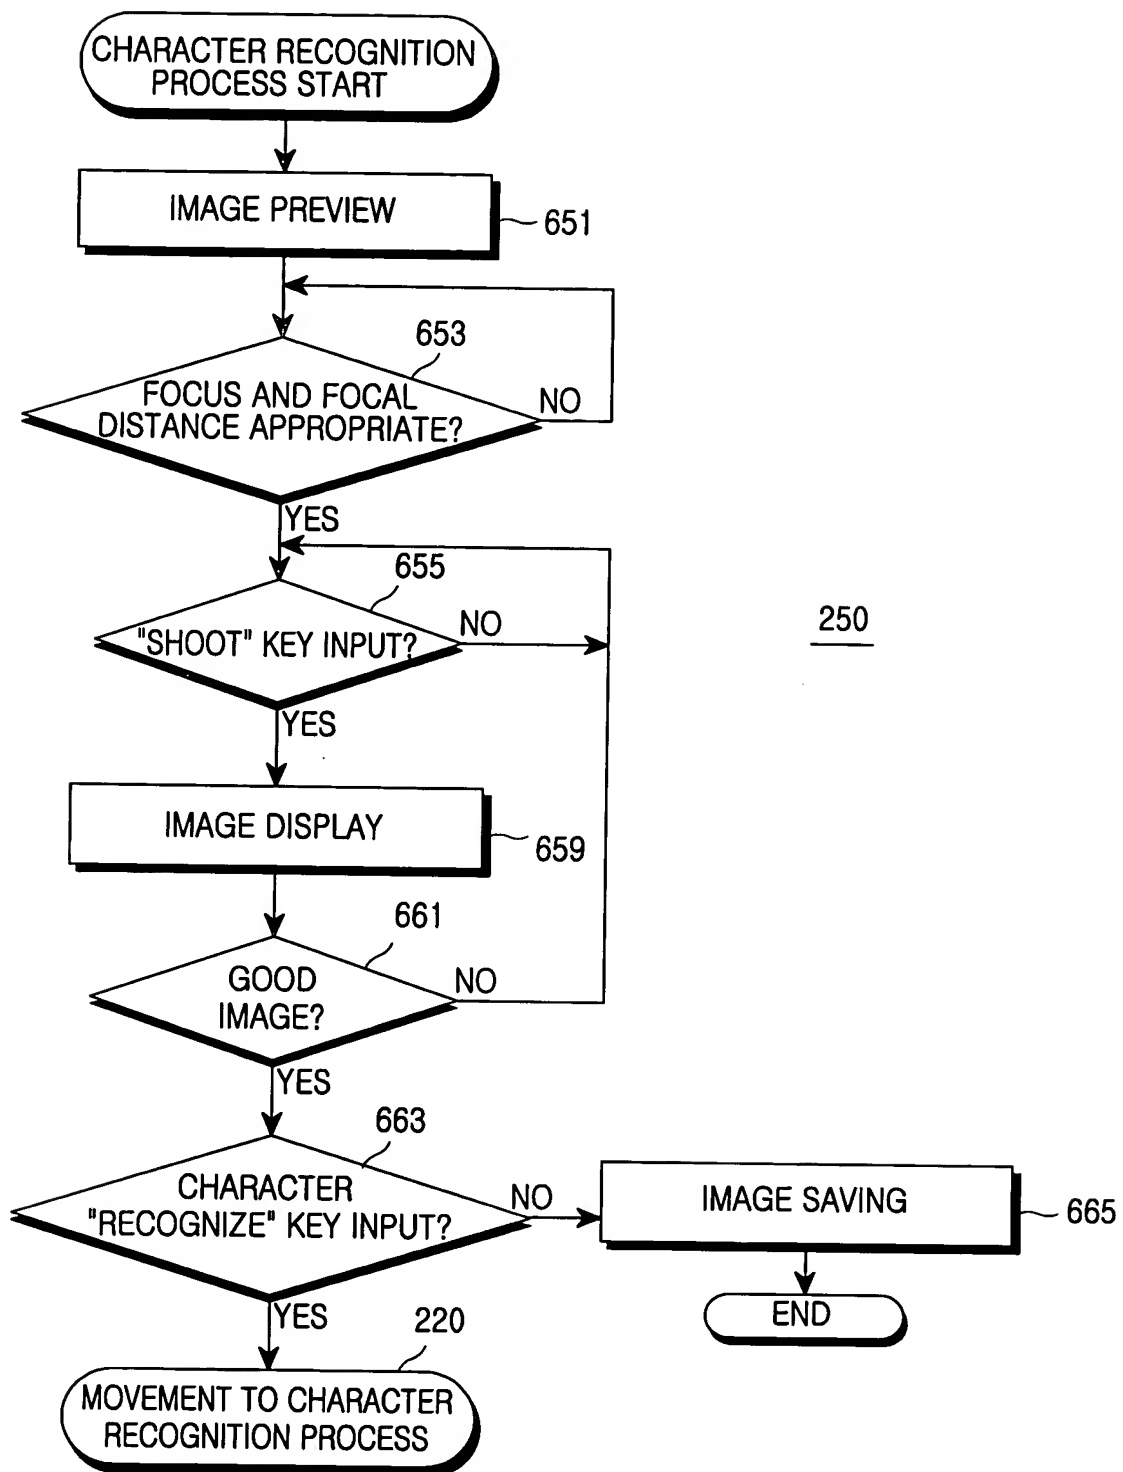 CHARACTER RECOGNITION
PROCESS START
IMAGE PREVIEW
651
653
FOCUS AND FOCAL
DISTANCE APPROPRIATE?
NO
YES
655
"SHOOT" KEY INPUT?
NO
250
YES
IMAGE DISPLAY
659
661
GOOD
IMAGE?
NO
YES
663
CHARACTER
"RECOGNIZE" KEY INPUT?
NO
IMAGE SAVING
665
END
YES
220
MOVEMENT TO CHARACTER
RECOGNITION PROCESS